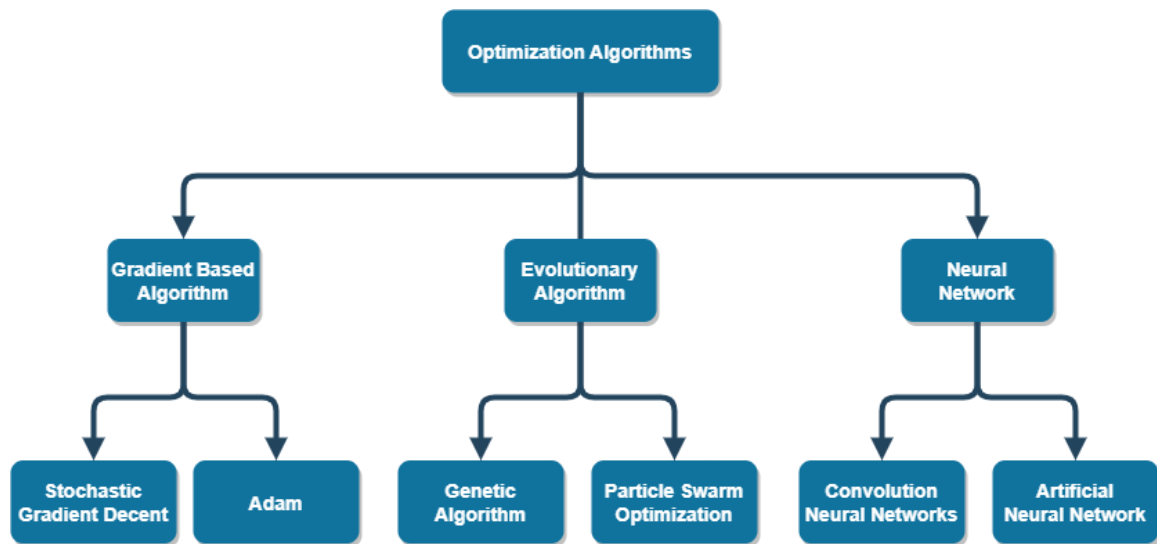 Optimization Algorithms
Gradient Based
Algorithm
Evolutionary
Algorithm
Neural
Network
Stochastic
Gradient Decent
Adam
Genetic
Algorithm
Particle Swarm
Optimization
Convolution
Neural Networks
Artificial
Neural Network